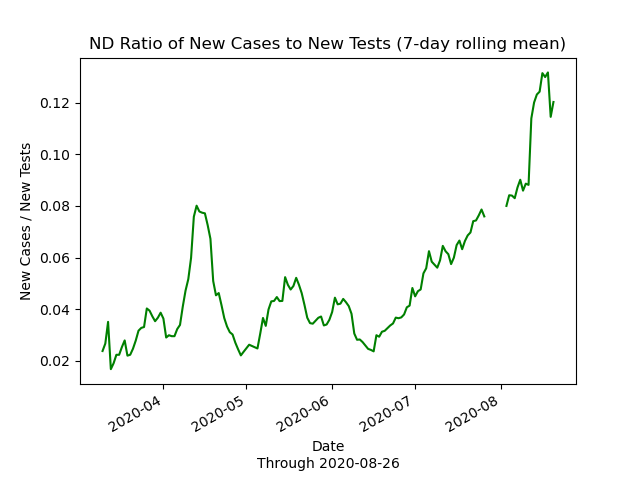 ND Ratio of New Cases to New Tests (7-day rolling mean)
New Cases / New Tests
0.12
0.10
0.08
0.06
0.04
0.02
2020-04
2020-05
2020-06
2020-07
2020-08
Date
Through 2020-08-26